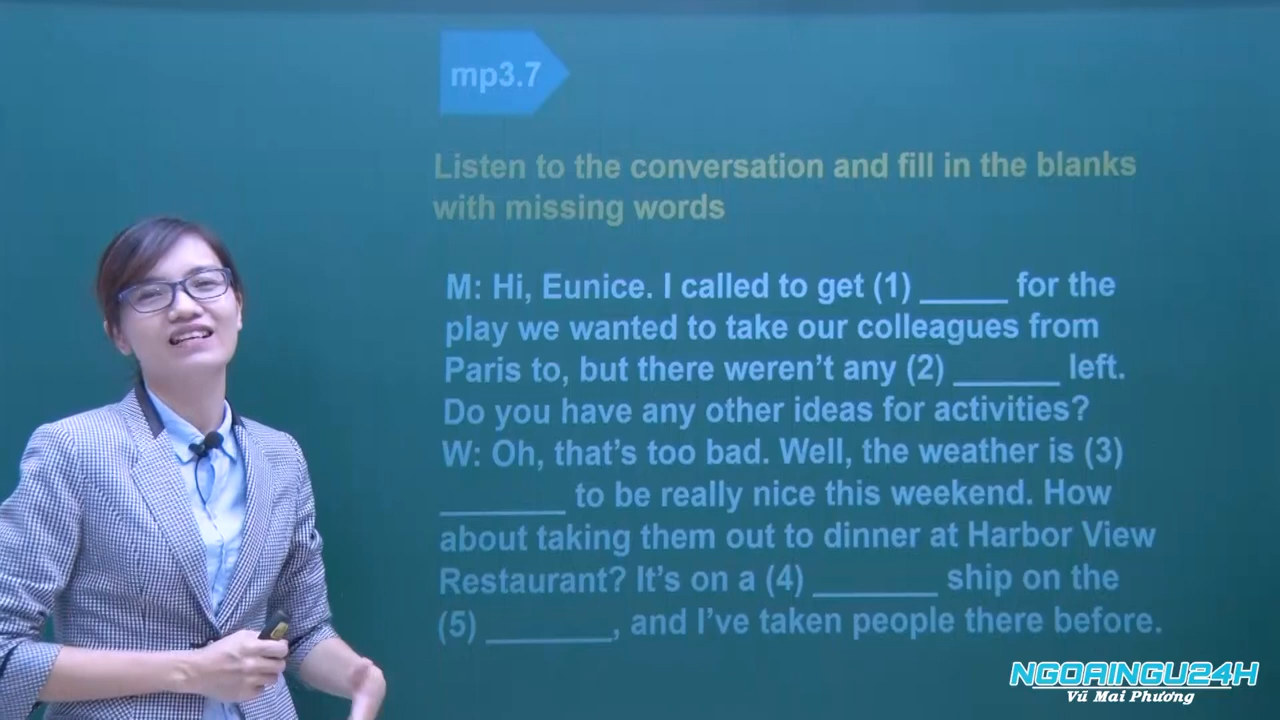 mp3.7
Listen to the conversation and fill in the blanks
with missing words
M: Hi, Eunice. I called to get (1) _____ for the
play we wanted to take our colleagues from
Paris to, but there weren't any (2) ______ left.
Do you have any other ideas for activities?
W: Oh, that's too bad. Well, the weather is (3)
_______ to be really nice this weekend. How
about taking them out to dinner at Harbor View
Restaurant? It's on a (4) _______ ship on the
(5) _______, and I've taken people there before.
NGOAINGU24H
Vũ Mai Phương